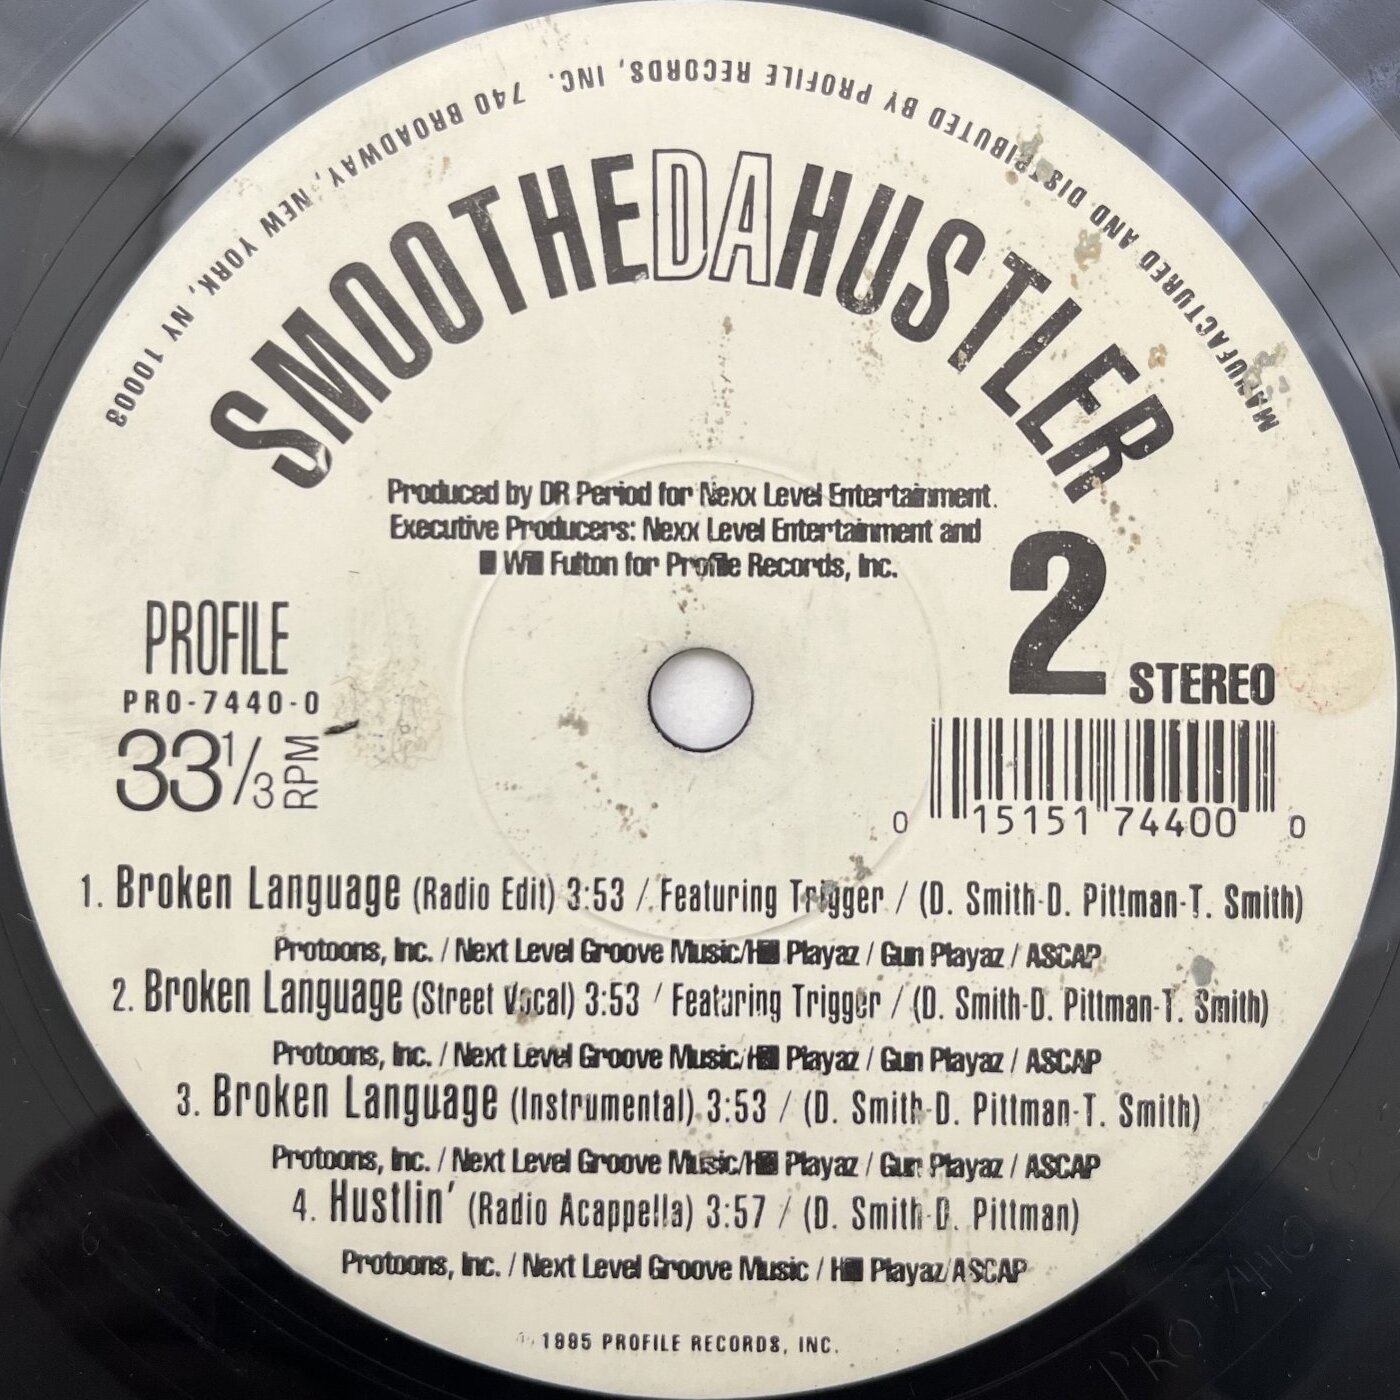 MANUFACTURED AND DISTRIBUTED BY PROFILE RECORDS, INC. 740 BROADWAY, NEW YORK, NY 10003
SMOOTHEDAHUSTLER
Produced by DR Period for Nexx Level Entertainment.
Executive Producers: Nexx Level Entertainment and
Will Fulton for Profile Records, Inc.
PROFILE
PRO-7440-0
33 1/3 RPM
2 STEREO
0 15151 74400 0
1. Broken Language (Radio Edit) 3:53 / Featuring Trigger / (D. Smith-D. Pittman-T. Smith)
Protoons, Inc. / Next Level Groove Music/Hill Playaz / Gun Playaz / ASCAP
2. Broken Language (Street Vocal) 3:53 / Featuring Trigger / (D. Smith-D. Pittman-T. Smith)
Protoons, Inc. / Next Level Groove Music/Hill Playaz / Gun Playaz / ASCAP
3. Broken Language (Instrumental) 3:53 / (D. Smith-D. Pittman-T. Smith)
Protoons, Inc. / Next Level Groove Music/Hill Playaz / Gun Playaz / ASCAP
4. Hustlin' (Radio Acappella) 3:57 / (D. Smith-D. Pittman)
Protoons, Inc. / Next Level Groove Music / Hill Playaz/ASCAP
1995 PROFILE RECORDS, INC.
PRO 7440